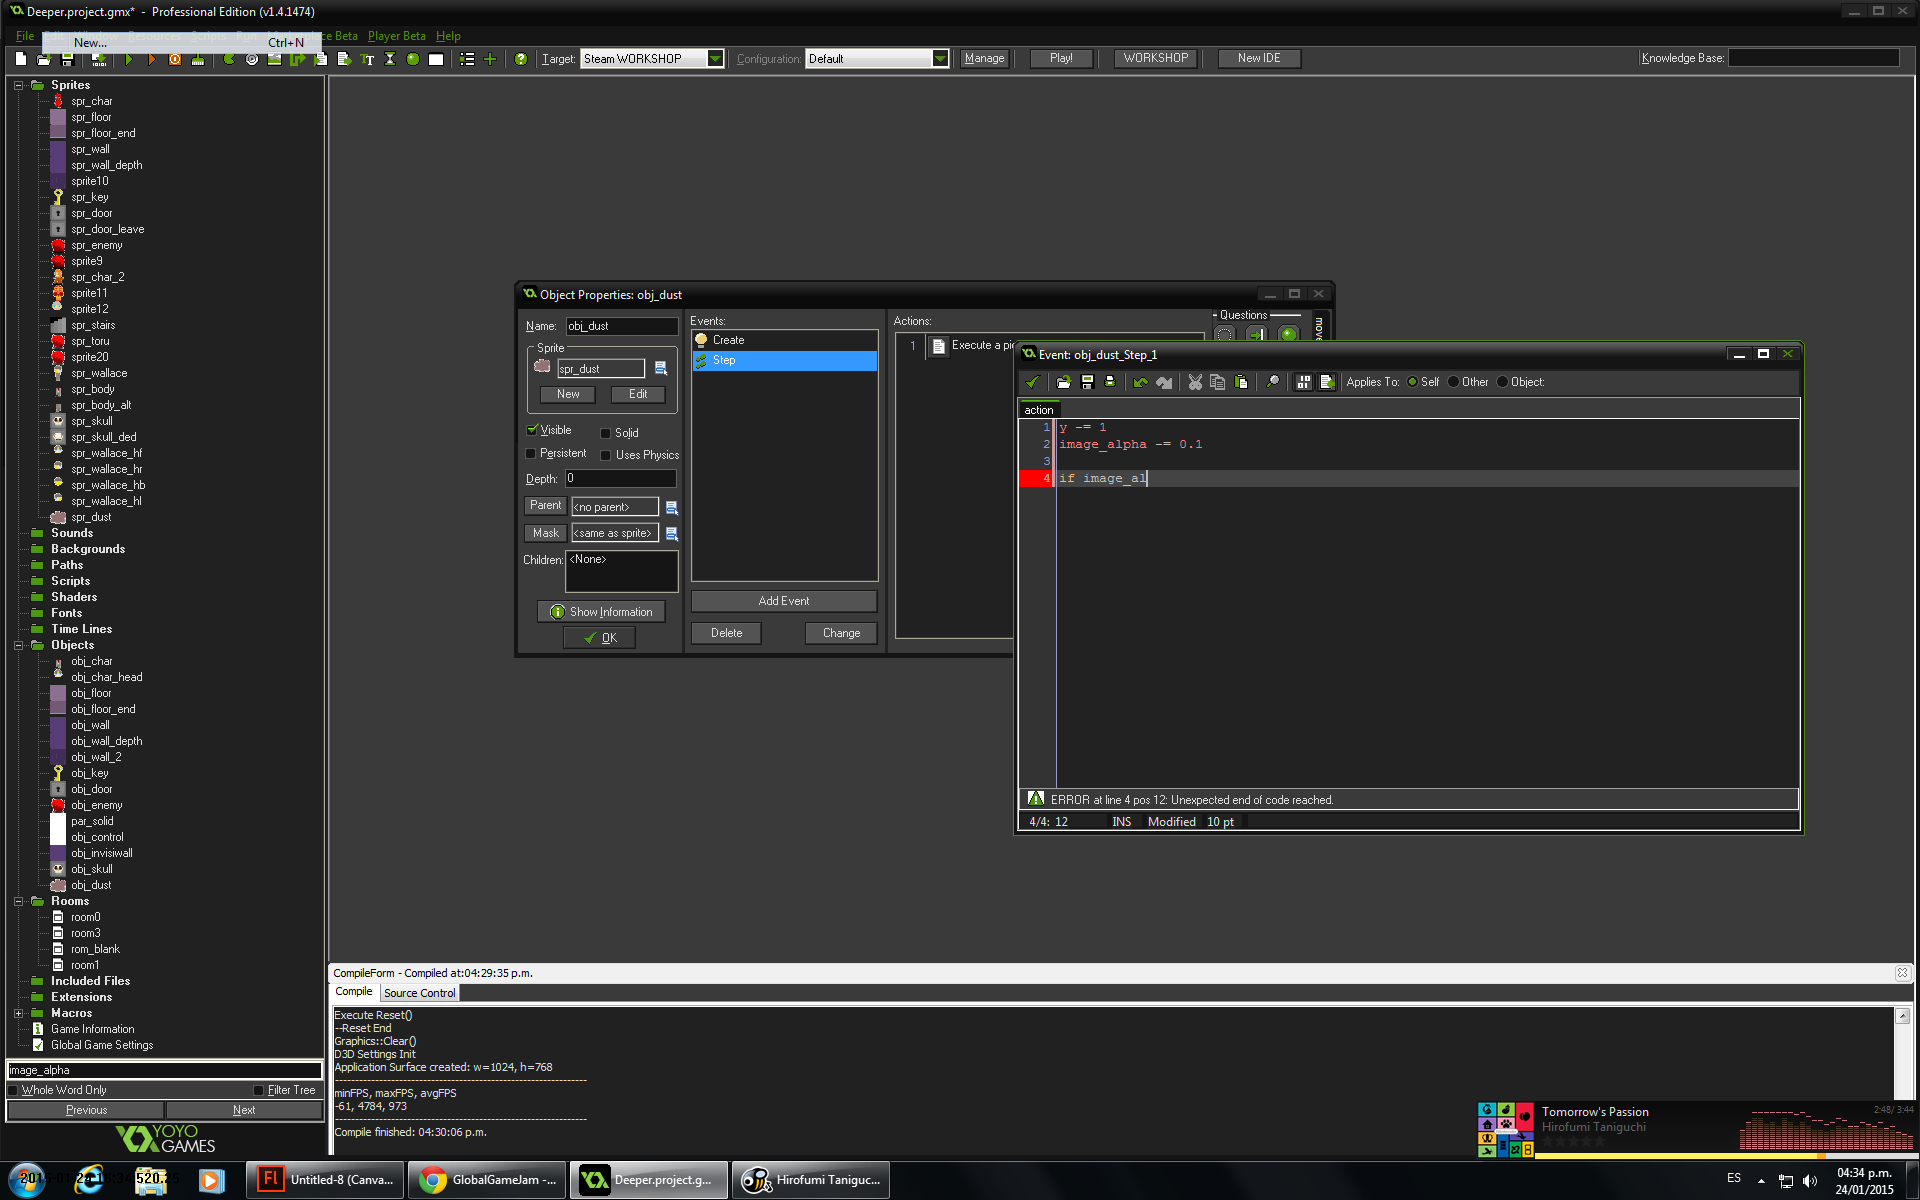 Deeper.project.gmx* - Professional Edition (v1.4.1474)
File Beta Player Beta Help
New... Ctrl+N
Target: Steam WORKSHOP Configuration: Default Manage Play! WORKSHOP New IDE Knowledge Base:
Sprites
spr_char
spr_floor
spr_floor_end
spr_wall
spr_wall_depth
sprite10
spr_key
spr_door
spr_door_leave
spr_enemy
sprite9
spr_char_2
sprite11
sprite12
spr_stairs
spr_toru
sprite20
spr_wallace
spr_body
spr_body_alt
spr_skull
spr_skull_ded
spr_wallace_hf
spr_wallace_hr
spr_wallace_hb
spr_wallace_hl
spr_dust
Sounds
Backgrounds
Paths
Scripts
Shaders
Fonts
Time Lines
Objects
obj_char
obj_char_head
obj_floor
obj_floor_end
obj_wall
obj_wall_depth
obj_wall_2
obj_key
obj_door
obj_enemy
par_solid
obj_control
obj_invisiwall
obj_skull
obj_dust
Rooms
room0
room3
rom_blank
room1
Included Files
Extensions
Macros
Game Information
Global Game Settings
image_alpha
Whole Word Only Filter Tree
Previous Next
YOYO
GAMES
Object Properties: obj_dust
Name: obj_dust
Sprite
spr_dust
New Edit
Visible Solid
Persistent Uses Physics
Depth: 0
Parent <no parent>
Mask <same as sprite>
Children: <None>
Show Information
OK
Events:
Create
Step
Add Event
Delete Change
Actions:
1 Execute a pi
Questions
move
Event: obj_dust_Step_1
Applies To: Self Other Object:
action
1 y -= 1
2 image_alpha -= 0.1
3
4 if image_al
ERROR at line 4 pos 12: Unexpected end of code reached.
4/4: 12 INS Modified 10 pt
CompileForm - Compiled at:04:29:35 p.m.
Compile Source Control
Execute Reset()
--Reset End
Graphics::Clear()
D3D Settings Init
Application Surface created: w=1024, h=768
minFPS, maxFPS, avgFPS
-61, 4784, 973
Compile finished: 04:30:06 p.m.
Tomorrow's Passion 2:48/ 3:44
Hirofumi Taniguchi
Untitled-8 (Canva... GlobalGameJam -... Deeper.project.g... Hirofumi Taniguc...
ES 04:34 p.m.
24/01/2015